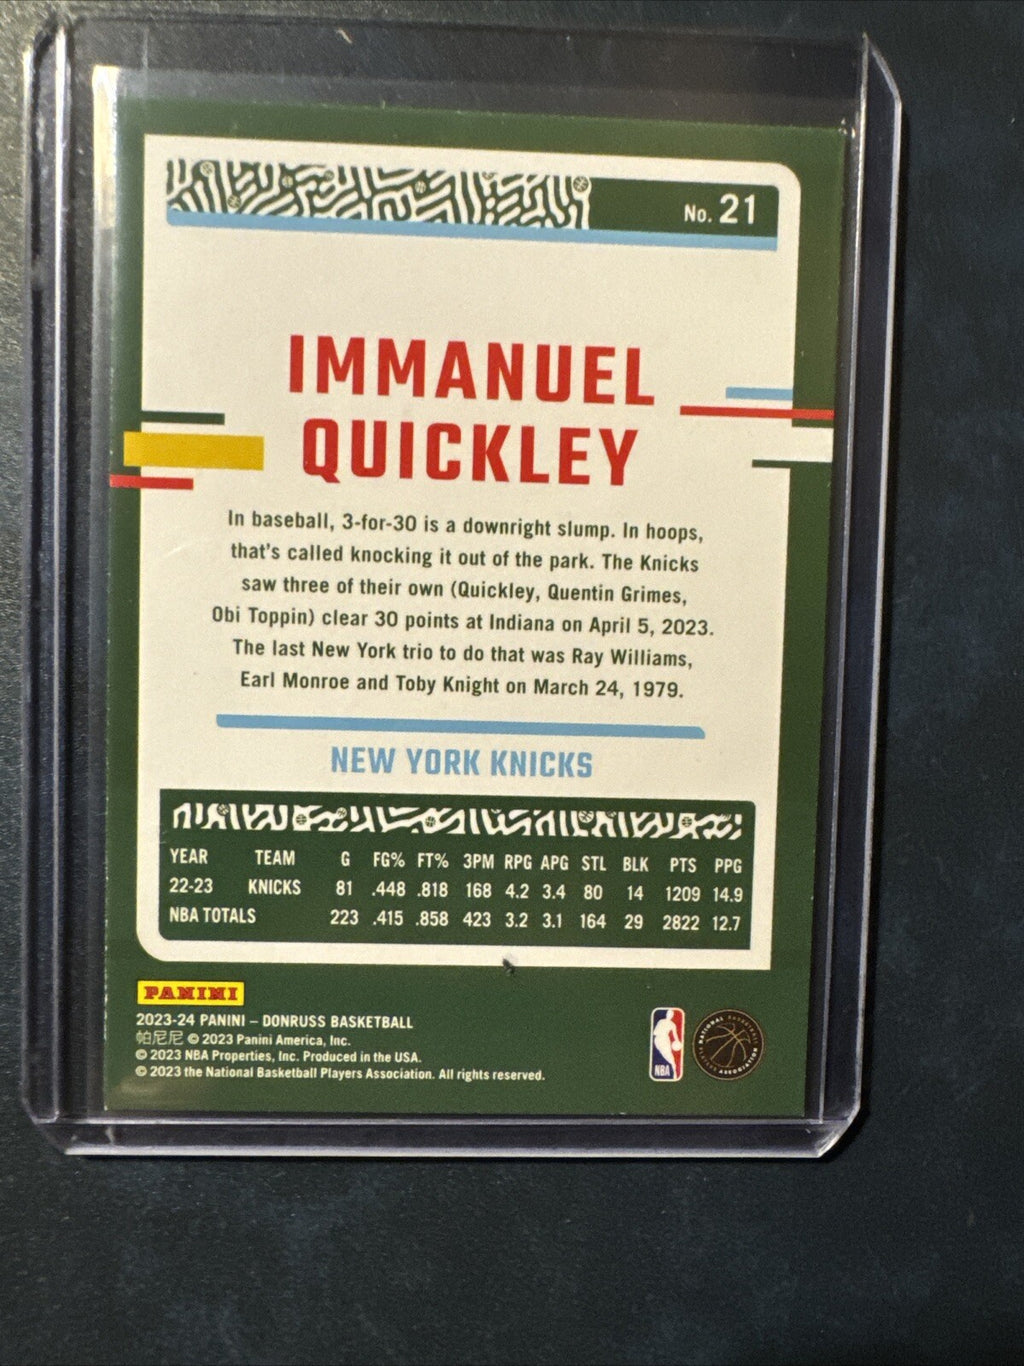 No. 21
IMMANUEL
QUICKLEY
In baseball, 3-for-30 is a downright slump. In hoops,
that's called knocking it out of the park. The Knicks
saw three of their own (Quickley, Quentin Grimes,
Obi Toppin) clear 30 points at Indiana on April 5, 2023.
The last New York trio to do that was Ray Williams,
Earl Monroe and Toby Knight on March 24, 1979.
NEW YORK KNICKS
YEAR TEAM G FG% FT% 3PM RPG APG STL BLK PTS PPG
22-23 KNICKS 81 .448 .818 168 4.2 3.4 80 14 1209 14.9
NBA TOTALS 223 .415 .858 423 3.2 3.1 164 29 2822 12.7
PANINI
2023-24 PANINI – DONRUSS BASKETBALL
帕尼尼 © 2023 Panini America, Inc.
© 2023 NBA Properties, Inc. Produced in the USA.
© 2023 the National Basketball Players Association. All rights reserved.
NBA
NATIONAL BASKETBALL
PLAYERS ASSOCIATION